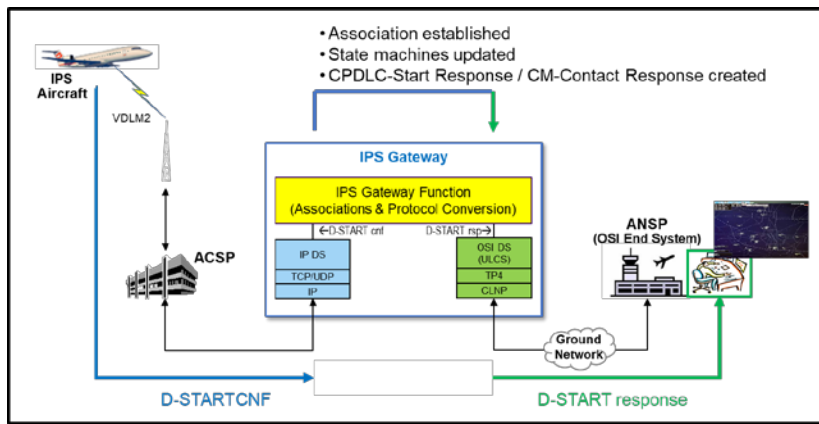 • Association established
• State machines updated
• CPDLC-Start Response / CM-Contact Response created
IPS
Aircraft
VDLM2
IPS Gateway
IPS Gateway Function
(Associations & Protocol Conversion)
←D-START cnf
D-START rsp→
IP DS
TCP/UDP
IP
OSI DS
(ULCS)
TP4
CLNP
ACSP
ANSP
(OSI End System)
Ground
Network
D-STARTCNF
D-START response